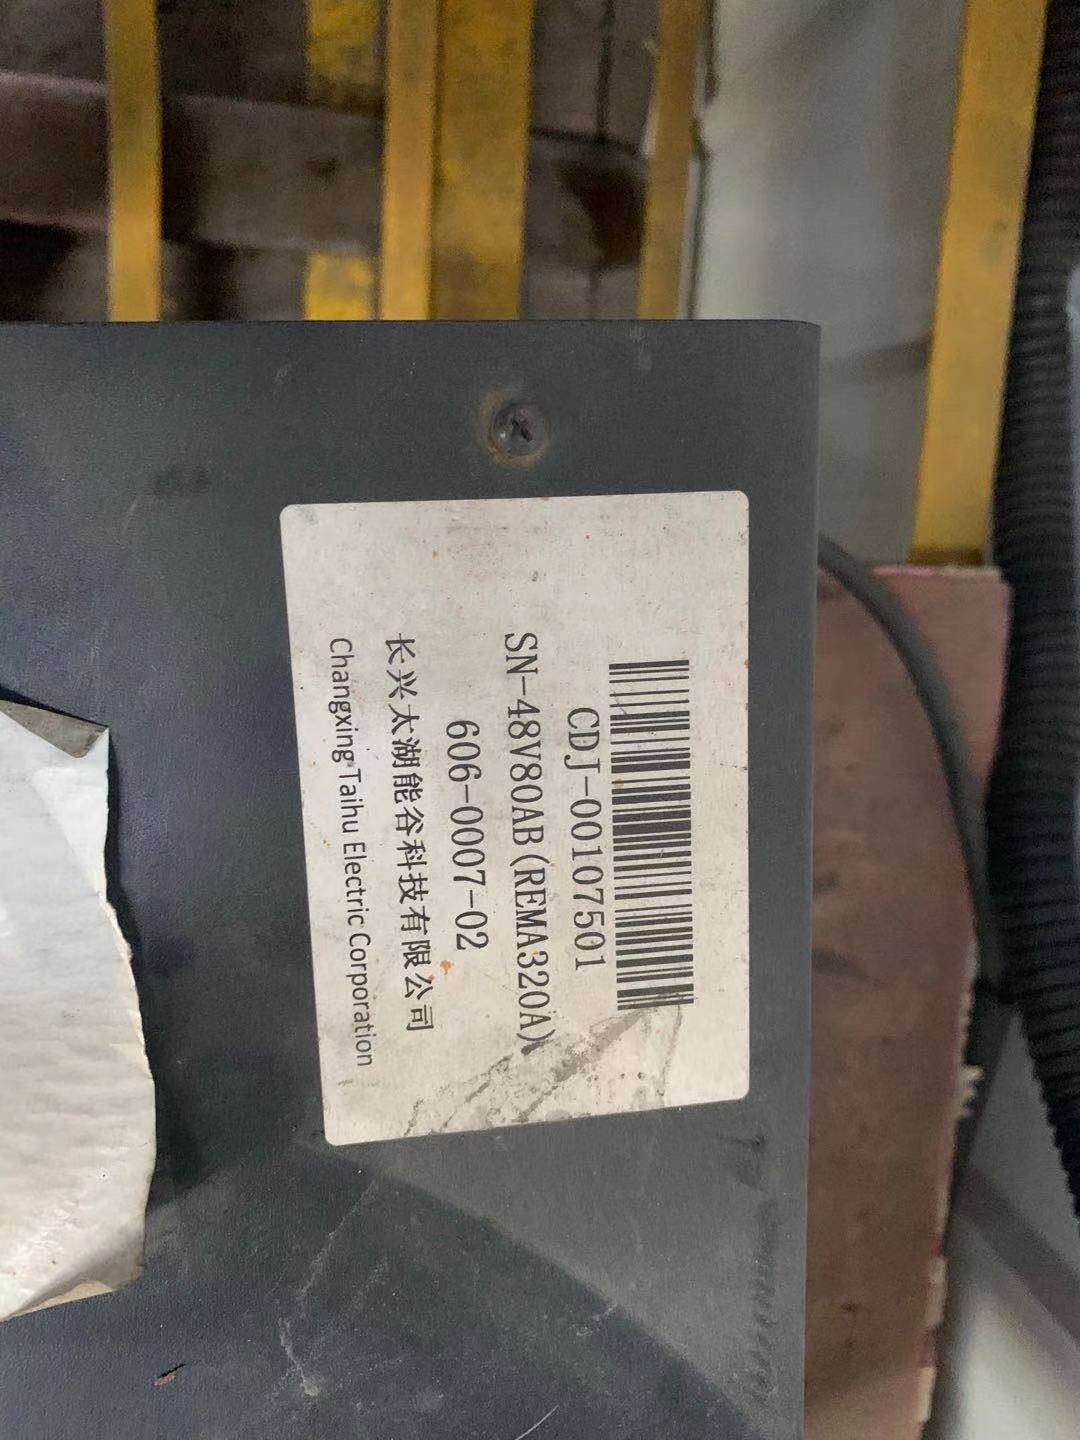 CDJ-00107501
SN-48V80AB(REMA320A)
606-0007-02
长兴太湖能谷科技有限公司
Changxing Taihu Electric Corporation